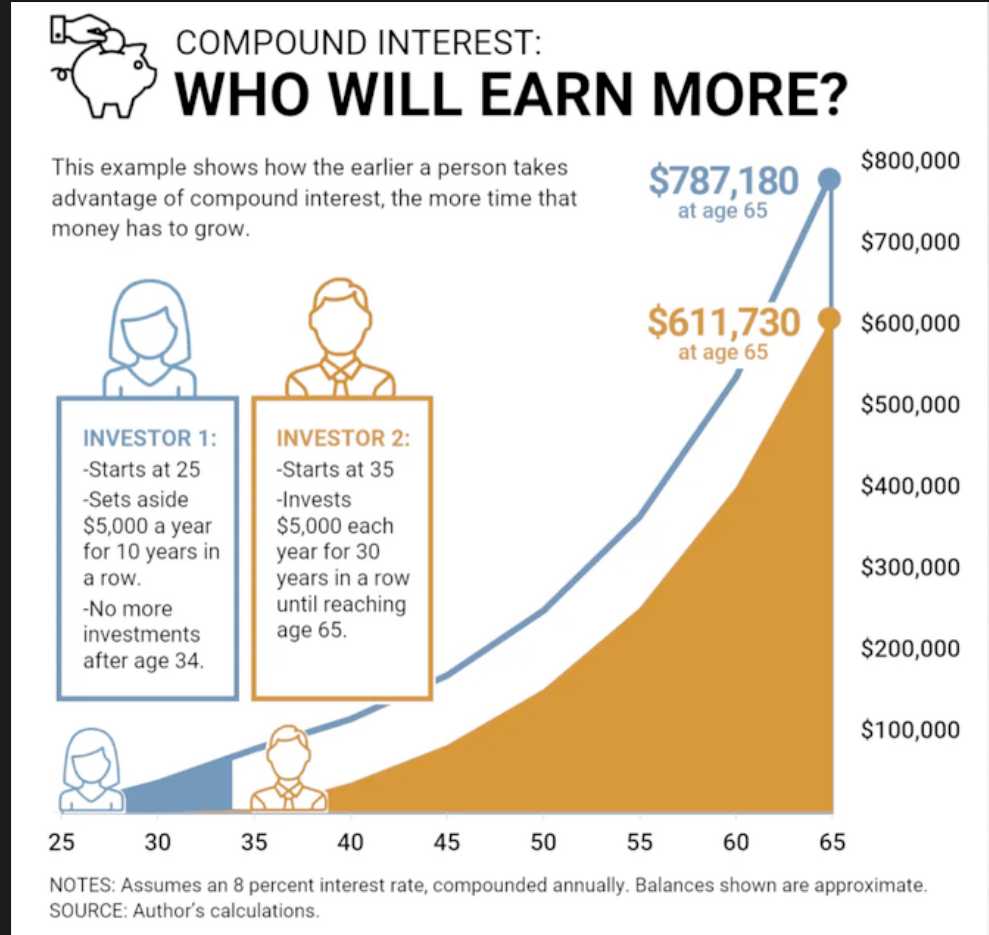 COMPOUND INTEREST:
WHO WILL EARN MORE?
This example shows how the earlier a person takes
advantage of compound interest, the more time that
money has to grow.
$787,180
at age 65
$611,730
at age 65
$800,000
$700,000
$600,000
$500,000
$400,000
$300,000
$200,000
$100,000
INVESTOR 1:
-Starts at 25
-Sets aside
$5,000 a year
for 10 years in
a row.
-No more
investments
after age 34.
INVESTOR 2:
-Starts at 35
-Invests
$5,000 each
year for 30
years in a row
until reaching
age 65.
25 30 35 40 45 50 55 60 65
NOTES: Assumes an 8 percent interest rate, compounded annually. Balances shown are approximate.
SOURCE: Author's calculations.